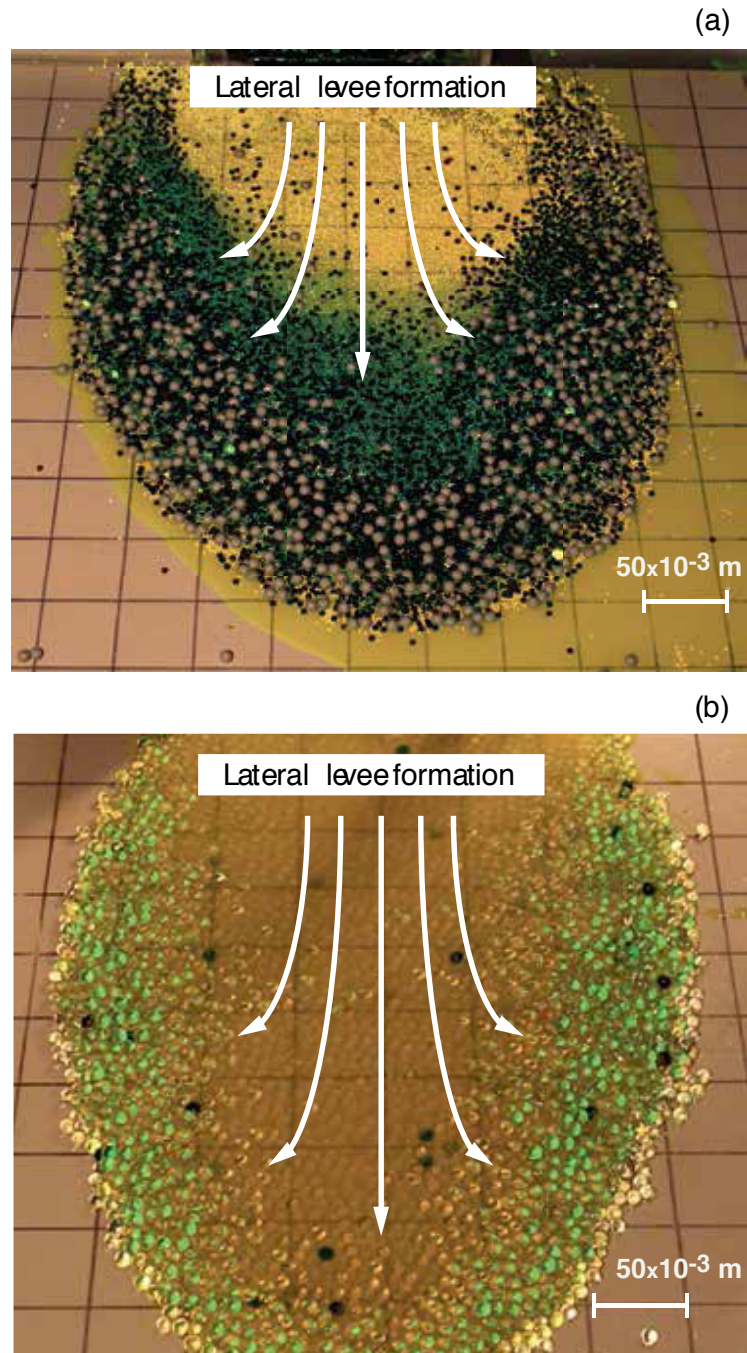 (a)
Lateral levee formation
50x10-3 m
(b)
Lateral levee formation
50x10-3 m